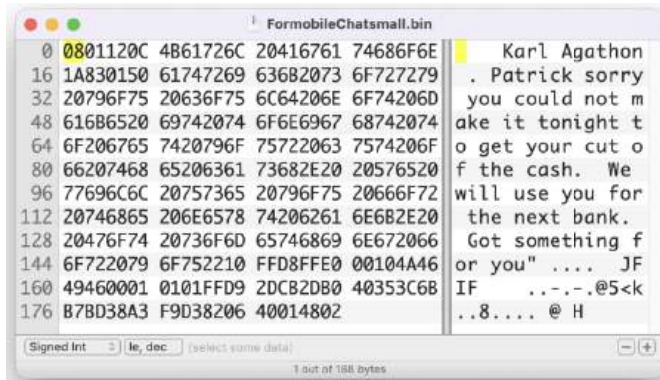 FormobileChatsmall.bin
0 0801120C 4B61726C 20416761 74686F6E Karl Agathon
16 1A830150 61747269 636B2073 6F727279 . Patrick sorry
32 20796F75 20636F75 6C64206E 6F74206D you could not m
48 616B6520 69742074 6F6E6967 68742074 ake it tonight t
64 6F206765 7420796F 75722063 7574206F o get your cut o
80 66207468 65206361 73682E20 20576520 f the cash. We
96 77696C6C 20757365 20796F75 20666F72 will use you for
112 20746865 206E6578 74206261 6E6B2E20 the next bank.
128 20476F74 20736F6D 65746869 6E672066 Got something f
144 6F722079 6F752210 FFD8FFE0 00104A46 or you" .... JF
160 49460001 0101FFD9 2DCB2DB0 40353C6B IF ..-.-.@5<k
176 B7BD38A3 F9D38206 40014802 ..8.... @ H
Signed Int le, dec (select some data)
1 out of 188 bytes